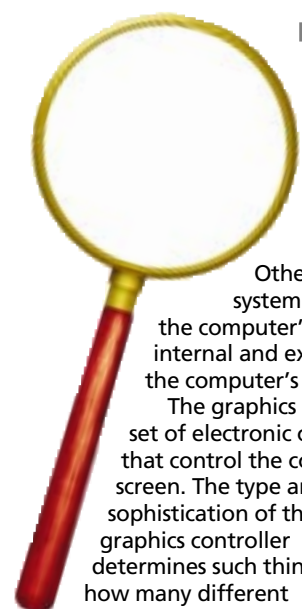 Othe
system
the computer'
internal and ex
the computer's
The graphics
set of electronic c
that control the co
screen. The type an
sophistication of th
graphics controller
determines such thin
how many different